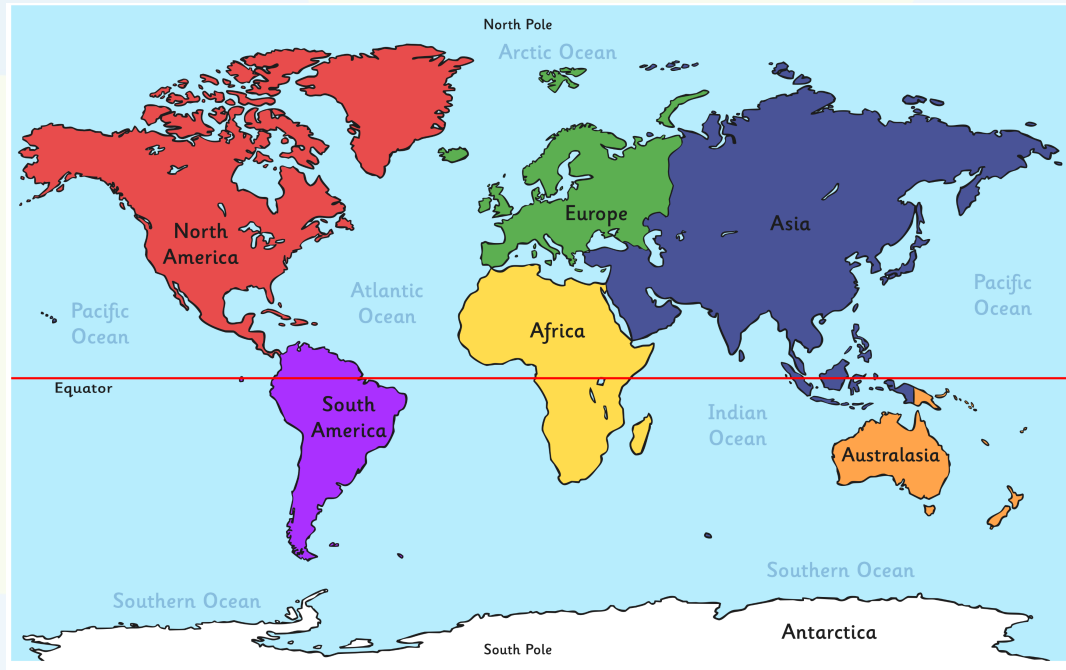 North Pole
Arctic Ocean
North
America
Europe
Asia
Pacific
Ocean
Atlantic
Ocean
Pacific
Ocean
Africa
Equator
South
America
Indian
Ocean
Australasia
Southern Ocean
Southern Ocean
Antarctica
South Pole